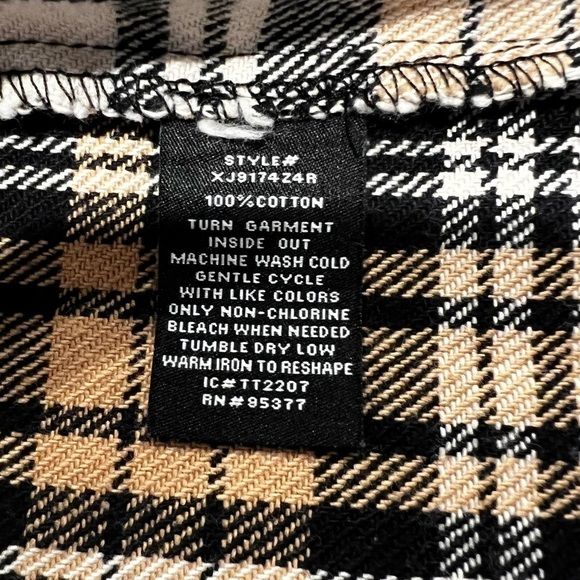 STYLE#
XJ9174Z4R
100%COTTON
TURN GARMENT
INSIDE OUT
MACHINE WASH COLD
GENTLE CYCLE
WITH LIKE COLORS
ONLY NON-CHLORINE
BLEACH WHEN NEEDED
TUMBLE DRY LOW
WARM IRON TO RESHAPE
IC#TT2207
RN#95377